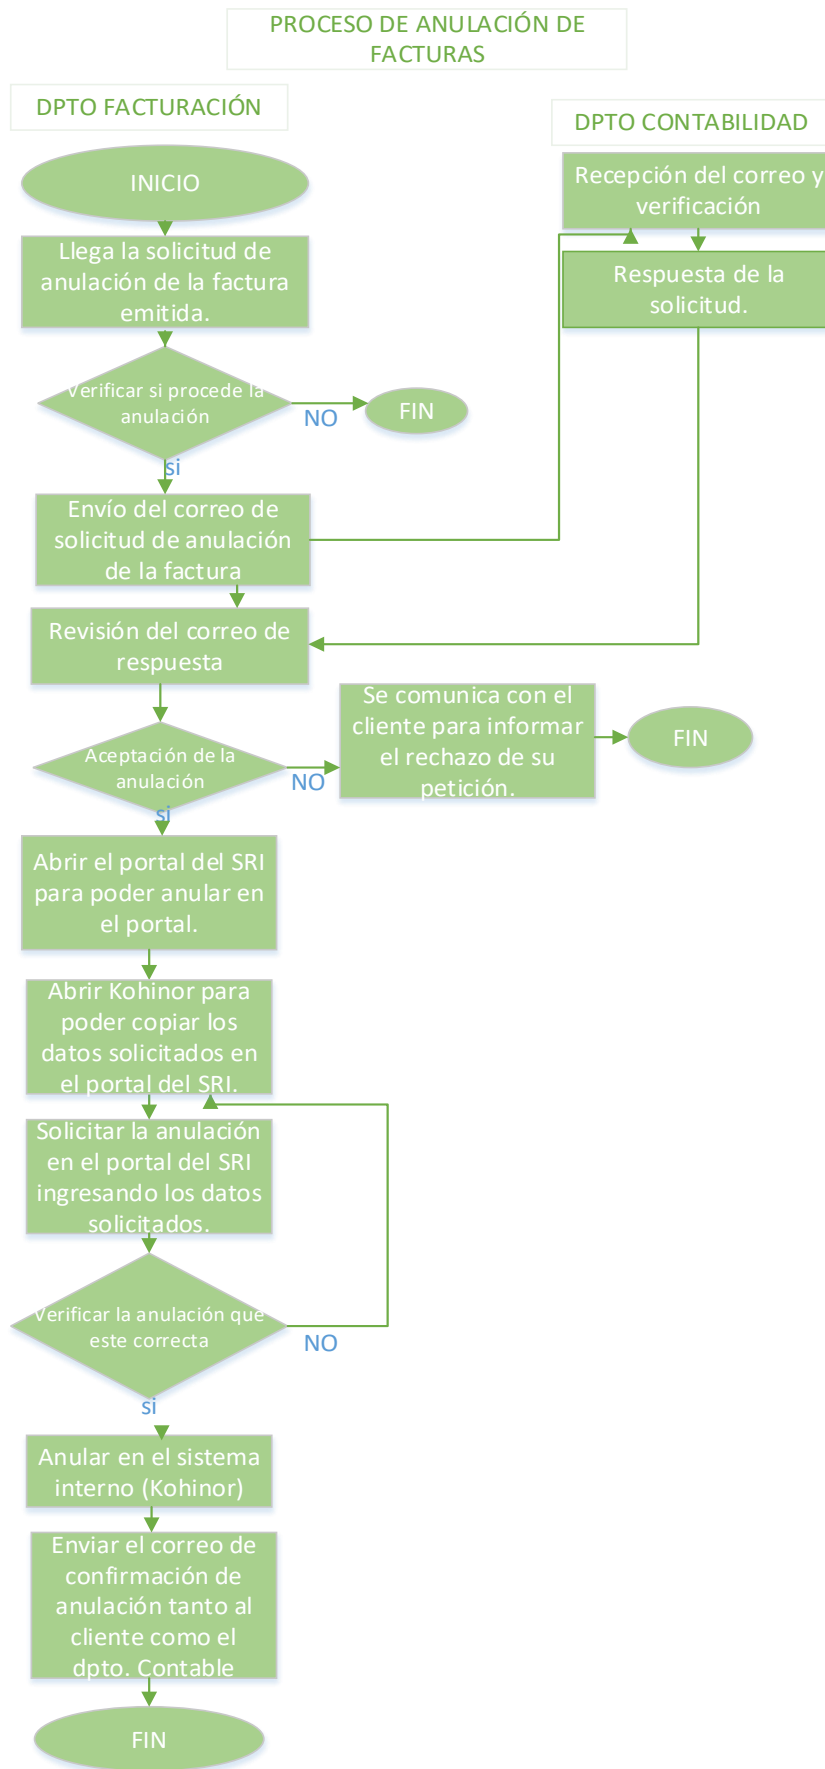 PROCESO DE ANULACIÓN DE
FACTURAS
DPTO FACTURACIÓN
DPTO CONTABILIDAD
INICIO
Recepción del correo y
verificación
Llega la solicitud de
anulación de la factura
emitida.
Respuesta de la
solicitud.
Verificar si procede la
anulación
NO
FIN
si
Envío del correo de
solicitud de anulación
de la factura
Revisión del correo de
respuesta
Aceptación de la
anulación
NO
Se comunica con el
cliente para informar
el rechazo de su
petición.
FIN
si
Abrir el portal del SRI
para poder anular en
el portal.
Abrir Kohinor para
poder copiar los
datos solicitados en
el portal del SRI.
Solicitar la anulación
en el portal del SRI
ingresando los datos
solicitados.
Verificar la anulación que
este correcta
NO
si
Anular en el sistema
interno (Kohinor)
Enviar el correo de
confirmación de
anulación tanto al
cliente como el
dpto. Contable
FIN